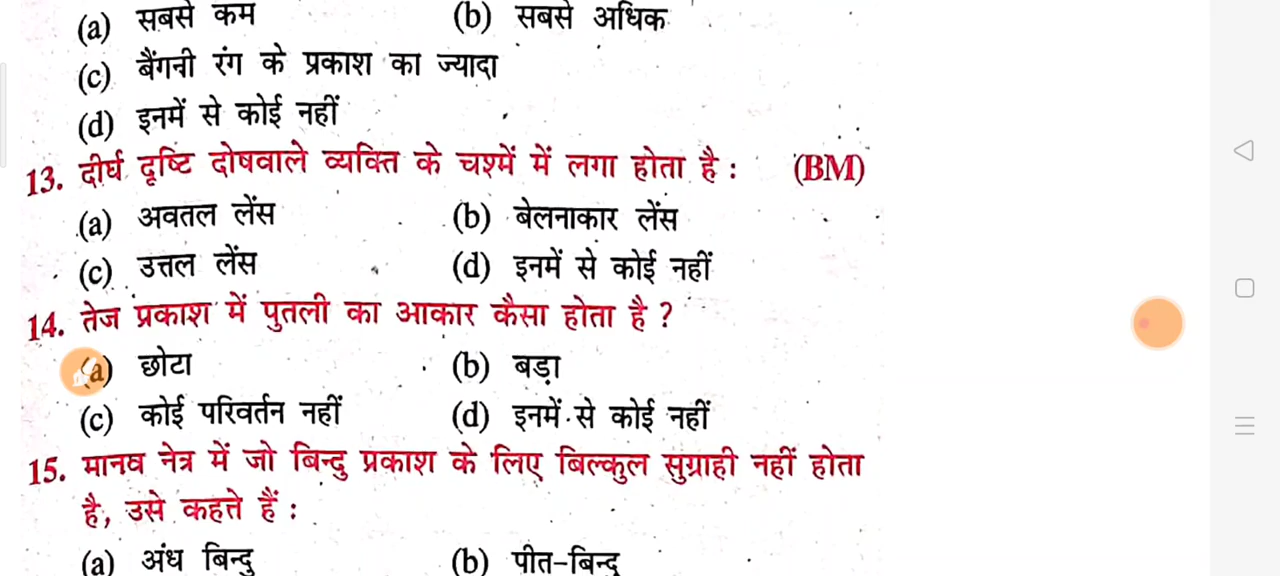 (a) सबसे कम (b) सबसे अधिक
(c) बैंगनी रंग के प्रकाश का ज्यादा
(d) इनमें से कोई नहीं
13. दीर्घ दृष्टि दोषवाले व्यक्ति के चश्में में लगा होता है : (BM)
(a) अवतल लेंस (b) बेलनाकार लेंस
(c) उत्तल लेंस (d) इनमें से कोई नहीं
14. तेज प्रकाश में पुतली का आकार कैसा होता है ?
(a) छोटा (b) बड़ा
(c) कोई परिवर्तन नहीं (d) इनमें से कोई नहीं
15. मानव नेत्र में जो बिन्दु प्रकाश के लिए बिल्कुल सुग्राही नहीं होता
है, उसे कहते हैं :
(a) अंध बिन्दु (b) पीत-बिन्दु